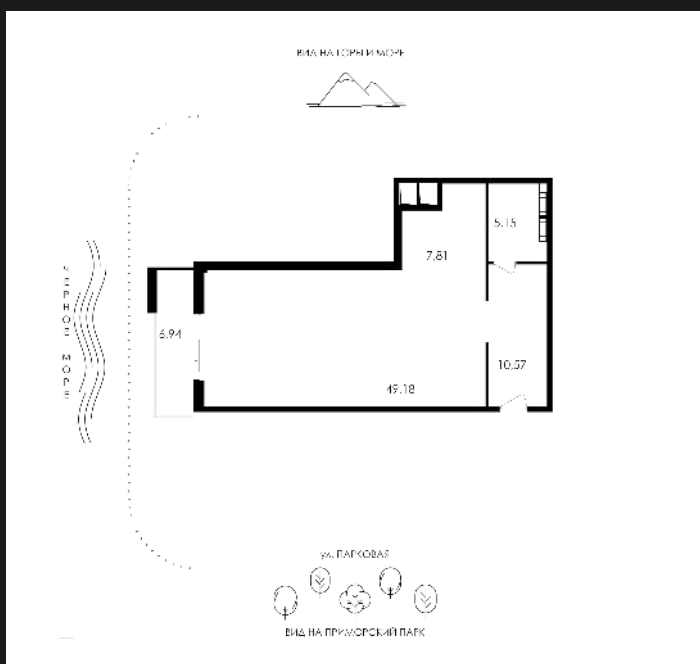 ВИД НА ГОРЫ И МОРЕ
5.15
7,81
ЧЕРНОЕ МОРЕ
6,94
10,57
49.18
ул. ПАРКОВАЯ
ВИД НА ПРИМОРСКИЙ ПАРК